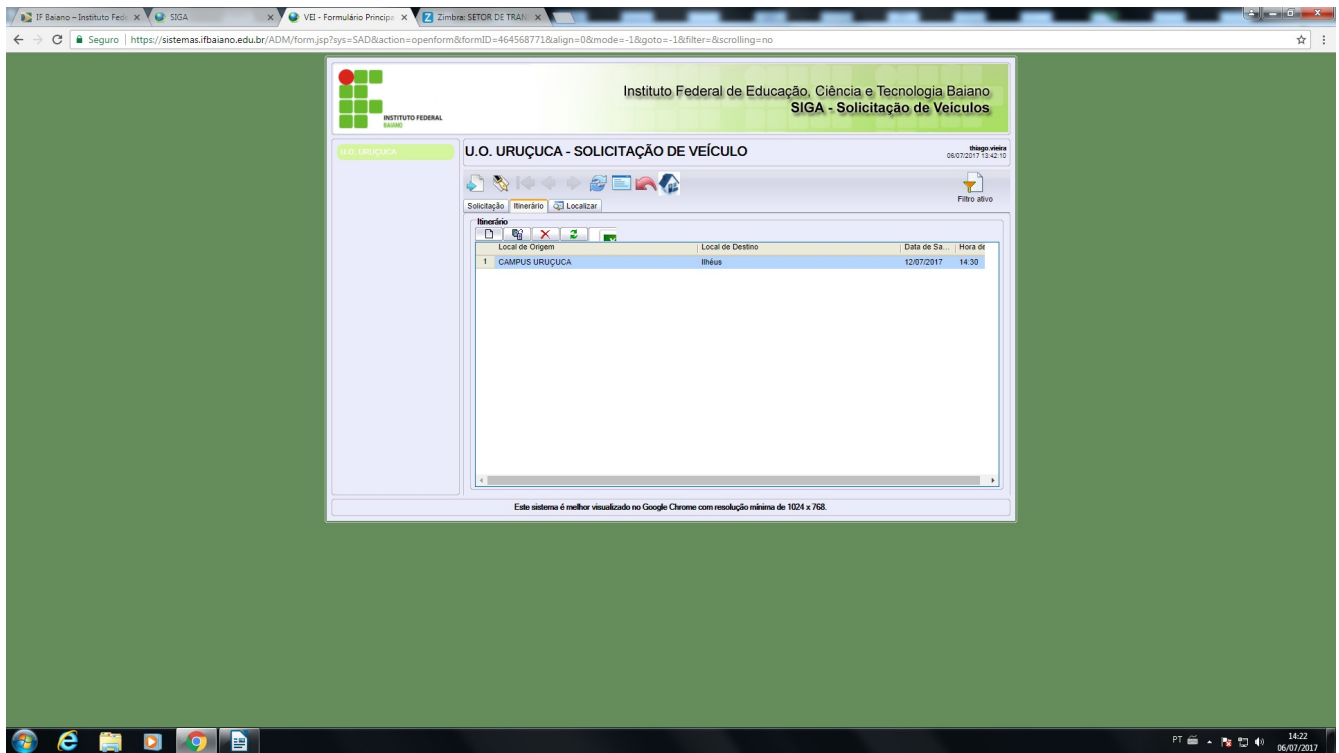 IF Baiano – Instituto Fede
SIGA
VEI - Formulário Principa
Zimbra: SETOR DE TRAN
Seguro
https://sistemas.ifbaiano.edu.br/ADM/form.jsp?sys=SAD&action=openform&formID=464568771&align=0&mode=-1&goto=-1&filter=&scrolling=no
INSTITUTO FEDERAL
BAIANO
Instituto Federal de Educação, Ciência e Tecnologia Baiano
SIGA - Solicitação de Veículos
U.O. URUÇUCA
U.O. URUÇUCA - SOLICITAÇÃO DE VEÍCULO
thiago.vieira
06/07/2017 13:42:10
Filtro ativo
Solicitação Itinerário Localizar
Itinerário
Local de Origem Local de Destino Data de Sa... Hora de
1 CAMPUS URUÇUCA Ilhéus 12/07/2017 14:30
Este sistema é melhor visualizado no Google Chrome com resolução mínima de 1024 x 768.
PT
14:22
06/07/2017